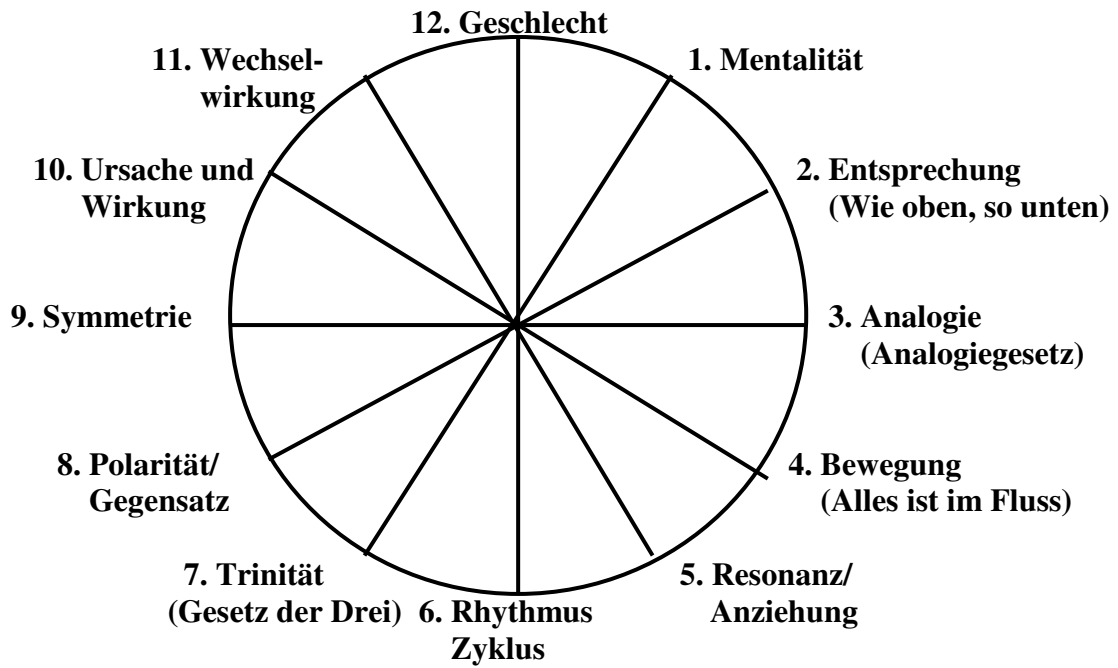 12. Geschlecht
1. Mentalität
2. Entsprechung
(Wie oben, so unten)
3. Analogie
(Analogiegesetz)
4. Bewegung
(Alles ist im Fluss)
5. Resonanz/
Anziehung
6. Rhythmus
Zyklus
7. Trinität
(Gesetz der Drei)
8. Polarität/
Gegensatz
9. Symmetrie
10. Ursache und
Wirkung
11. Wechsel-
wirkung